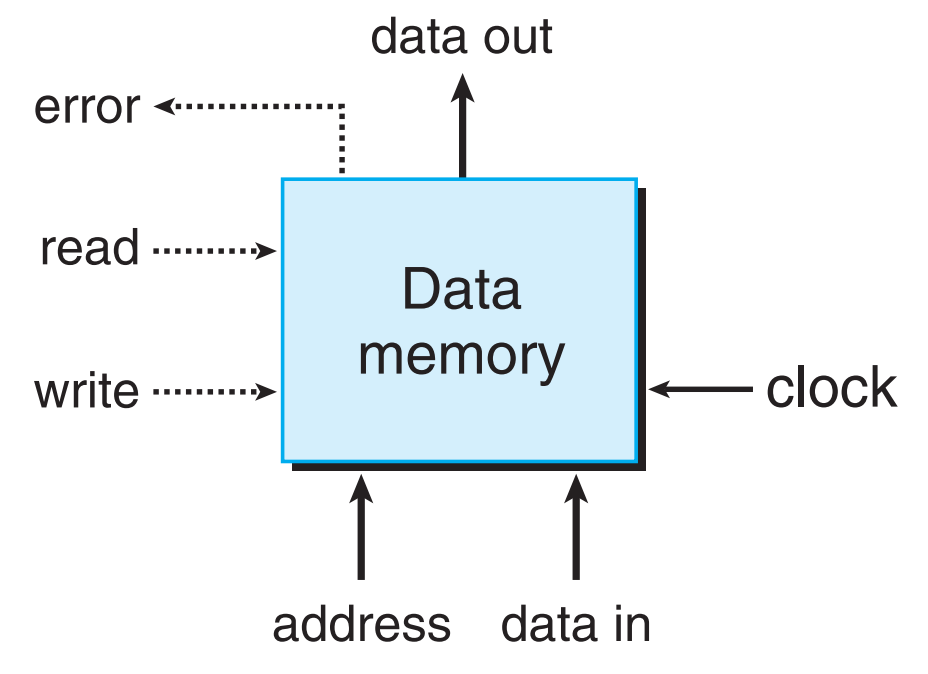 data out
error
read
Data
memory
write
clock
address
data in